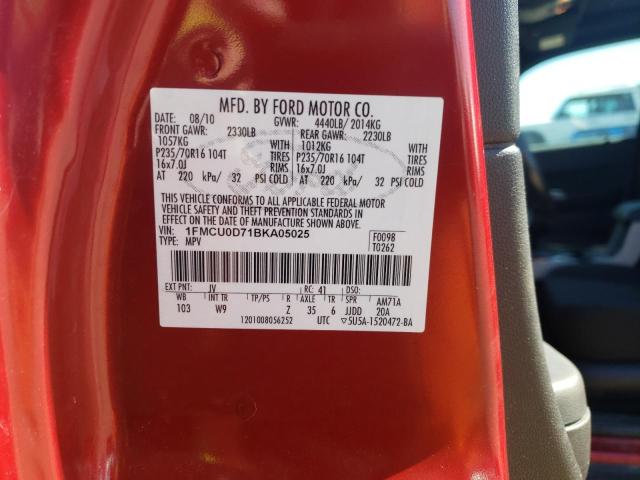 MFD. BY FORD MOTOR CO.
DATE: 08/10 GVWR: 4440LB/ 2014KG
FRONT GAWR: 2330LB REAR GAWR: 2230LB
1057KG WITH 1012KG WITH
P235/70R16 104T TIRES P235/70R16 104T TIRES
16x7.0J RIMS 16x7.0J RIMS
AT 220 kPa/ 32 PSI COLD AT 220 kPa/ 32 PSI COLD
THIS VEHICLE CONFORMS TO ALL APPLICABLE FEDERAL MOTOR
VEHICLE SAFETY AND THEFT PREVENTION STANDARDS IN
EFFECT ON THE DATE OF MANUFACTURE SHOWN ABOVE.
VIN: 1FMCU0D71BKA05025 F0098
TYPE: MPV T0262
EXT PNT: JV RC: 41 DSO:
WB INT TR TP/PS R AXLE TR SPR AM71A
103 W9 Z 35 6 JJDD 20A
1201008056252 UTC ▽5U5A-1520472-BA